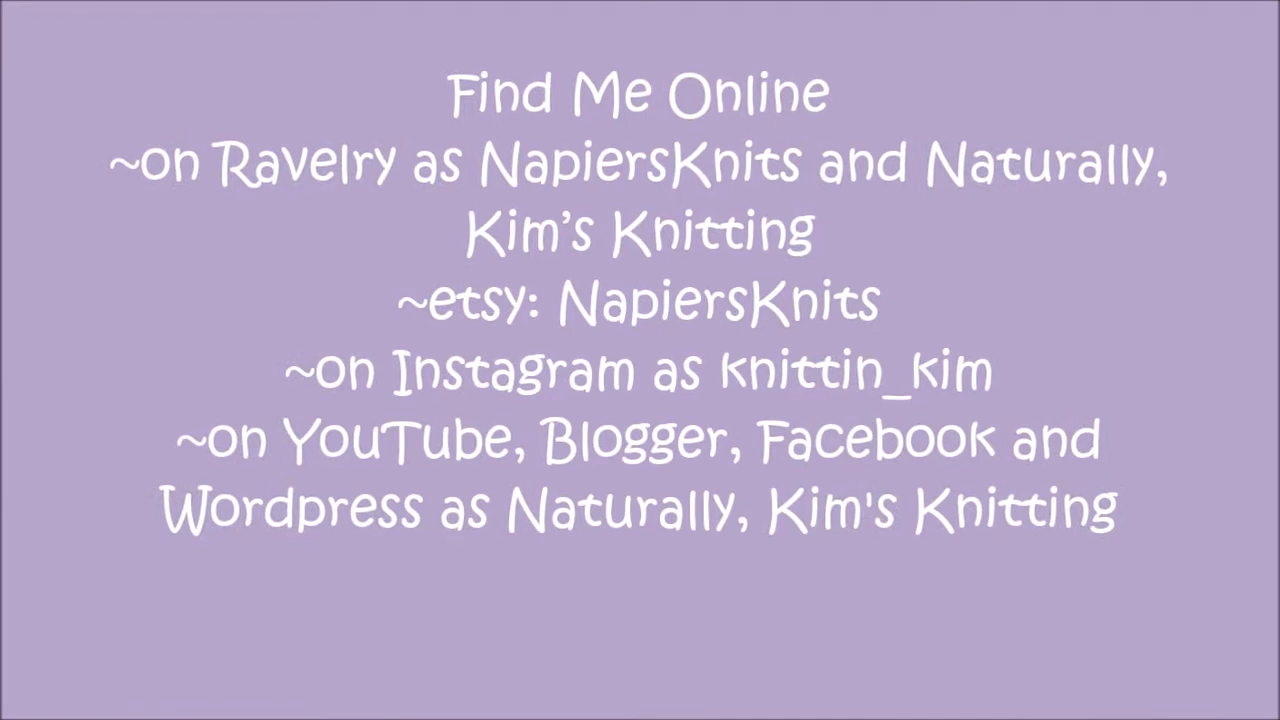 Find Me Online
~on Ravelry as NapiersKnits and Naturally,
Kim’s Knitting
~etsy: NapiersKnits
~on Instagram as knittin_kim
~on YouTube, Blogger, Facebook and
Wordpress as Naturally, Kim's Knitting